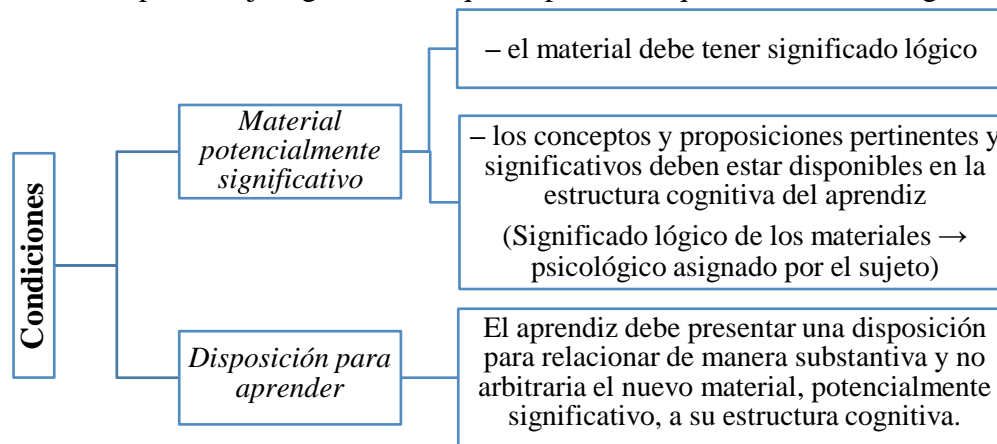 Condiciones
Material
potencialmente
significativo
– el material debe tener significado lógico
– los conceptos y proposiciones pertinentes y
significativos deben estar disponibles en la
estructura cognitiva del aprendiz
(Significado lógico de los materiales →
psicológico asignado por el sujeto)
Disposición para
aprender
El aprendiz debe presentar una disposición
para relacionar de manera substantiva y no
arbitraria el nuevo material, potencialmente
significativo, a su estructura cognitiva.